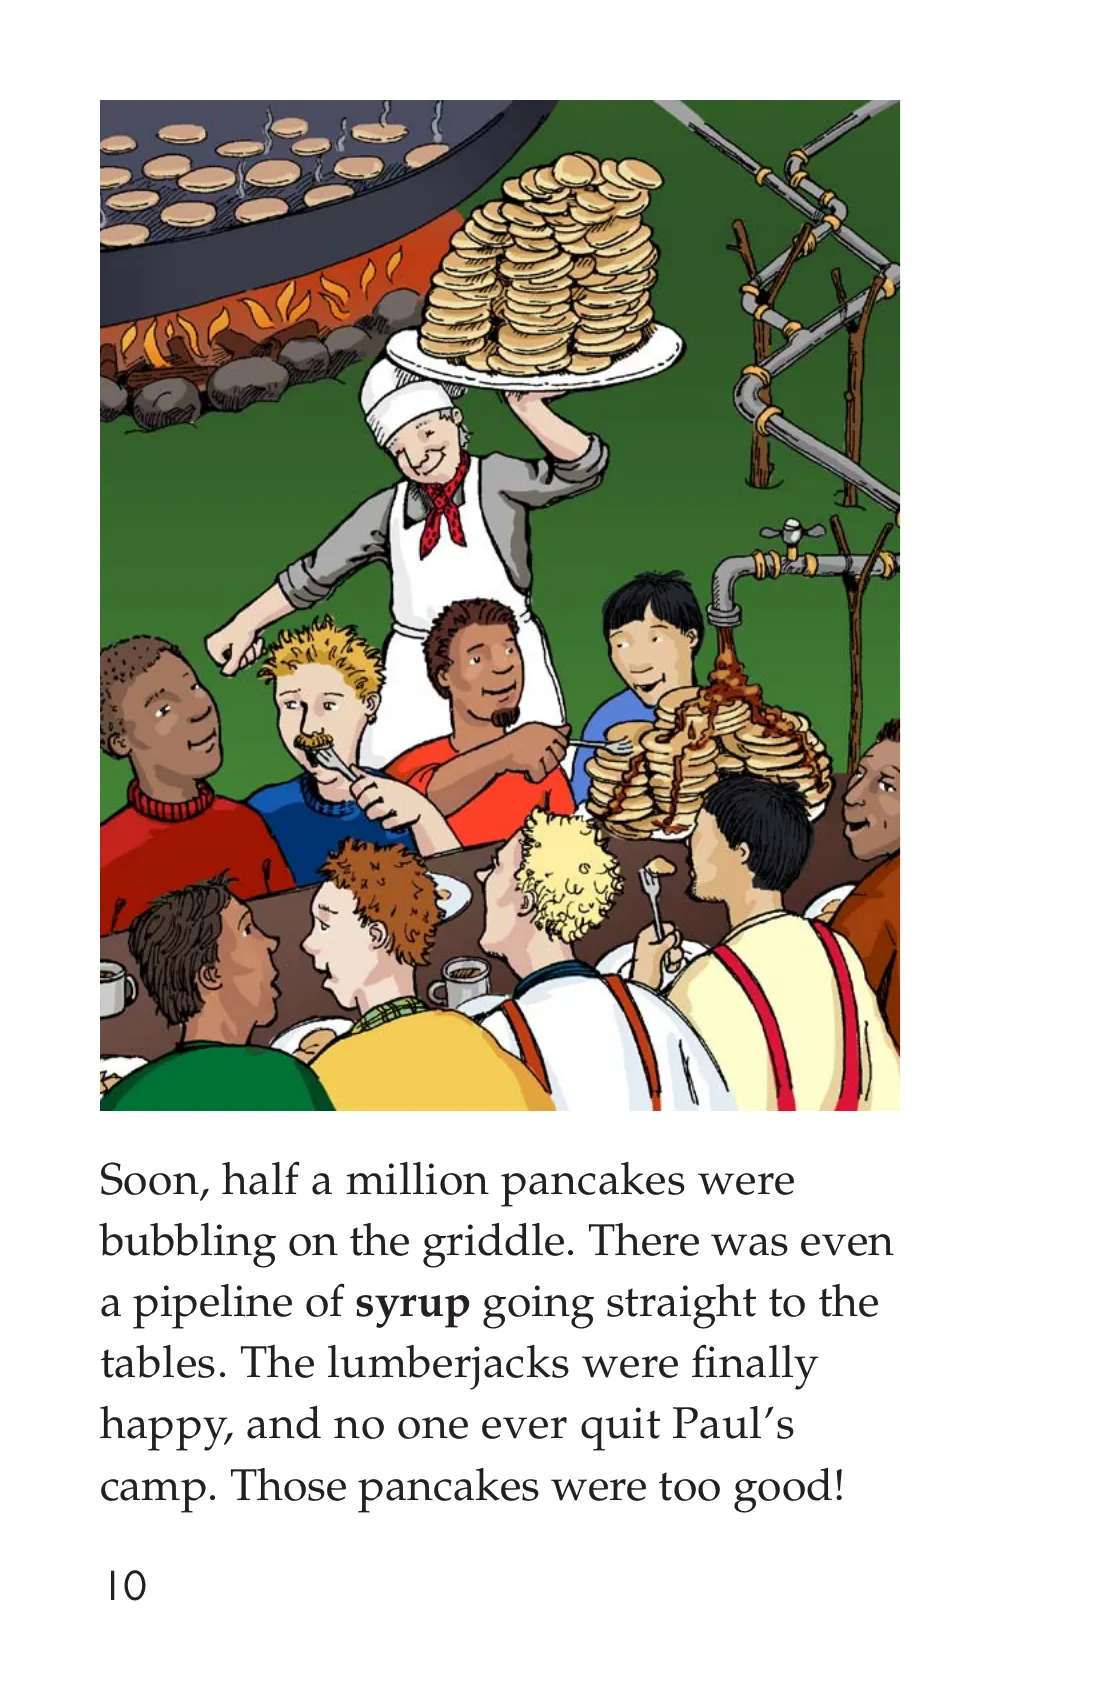 Soon, half a million pancakes were
bubbling on the griddle. There was even
a pipeline of syrup going straight to the
tables. The lumberjacks were finally
happy, and no one ever quit Paul’s
camp. Those pancakes were too good!
10